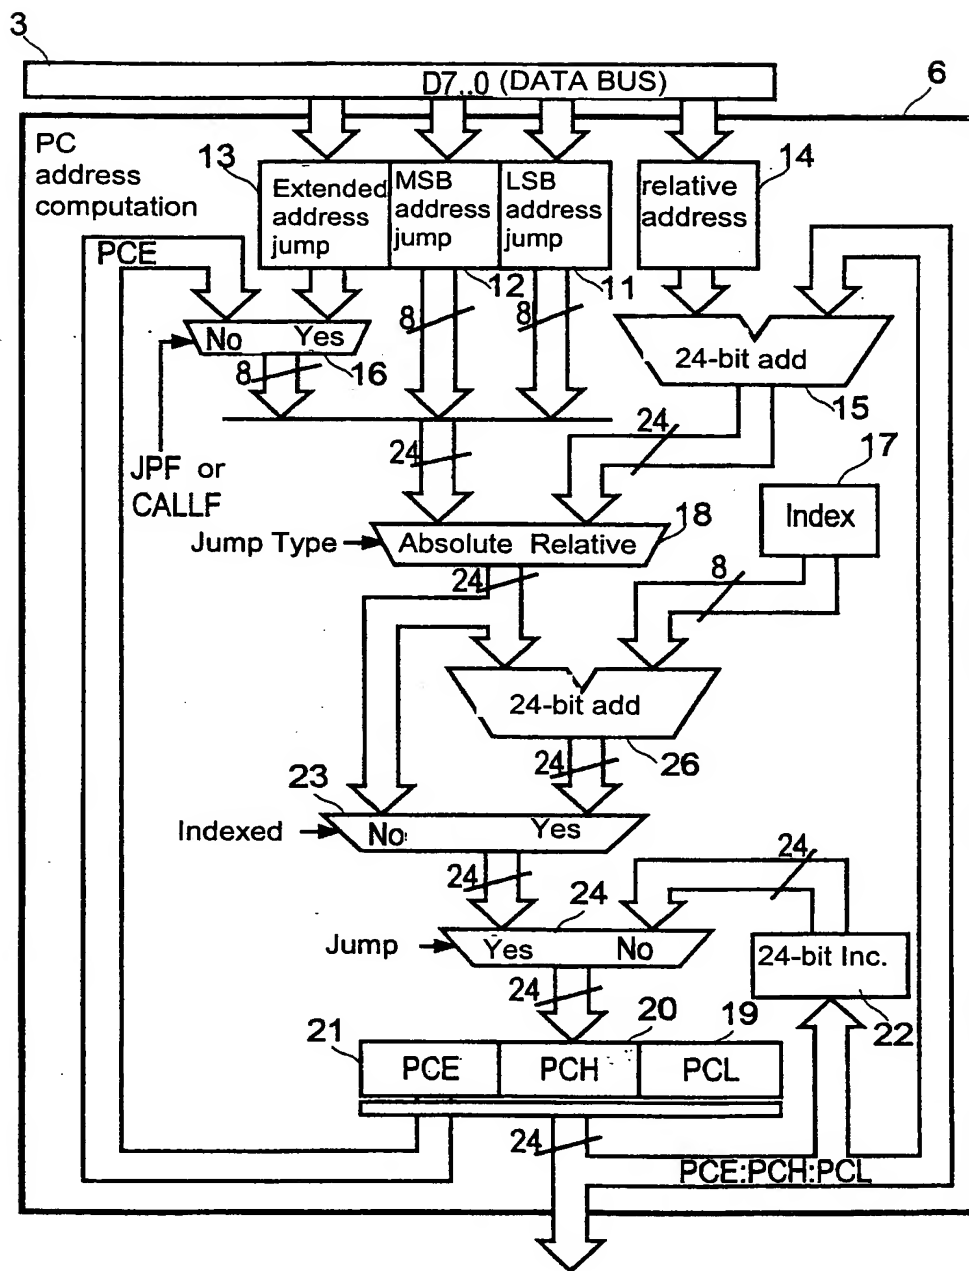 3
D7..0 (DATA BUS)
6
PC
address
computation
13
Extended
address
jump
MSB
address
jump
LSB
address
jump
14
relative
address
PCE
12
11
8
8
No Yes
16
8
24-bit add
15
JPF or
CALLF
24
24
17
Index
Jump Type
Absolute Relative
18
24
8
24-bit add
26
24
23
Indexed
No Yes
24
24
24
Jump
Yes No
24-bit Inc.
22
24
21
20
19
PCE PCH PCL
24
PCE:PCH:PCL